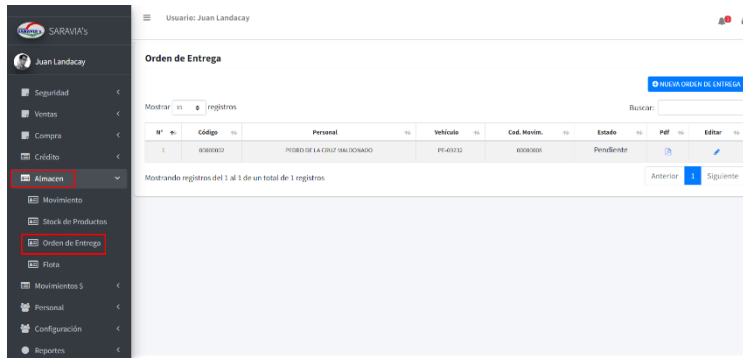 Usuario: Juan Landacay
SARAVIA's
Juan Landacay
Seguridad
Ventas
Compra
Crédito
Almacen
Movimiento
Stock de Productos
Orden de Entrega
Flota
Movimientos S
Personal
Configuración
Reportes
Orden de Entrega
NUEVA ORDEN DE ENTREGA
Mostrar 10 registros
Buscar:
N° Código Personal Vehículo Cod. Movim. Estado Pdf Editar
1 PEDRO DE LA CRUZ MALDONADO Pendiente
Mostrando registros del 1 al 1 de un total de 1 registros
Anterior 1 Siguiente